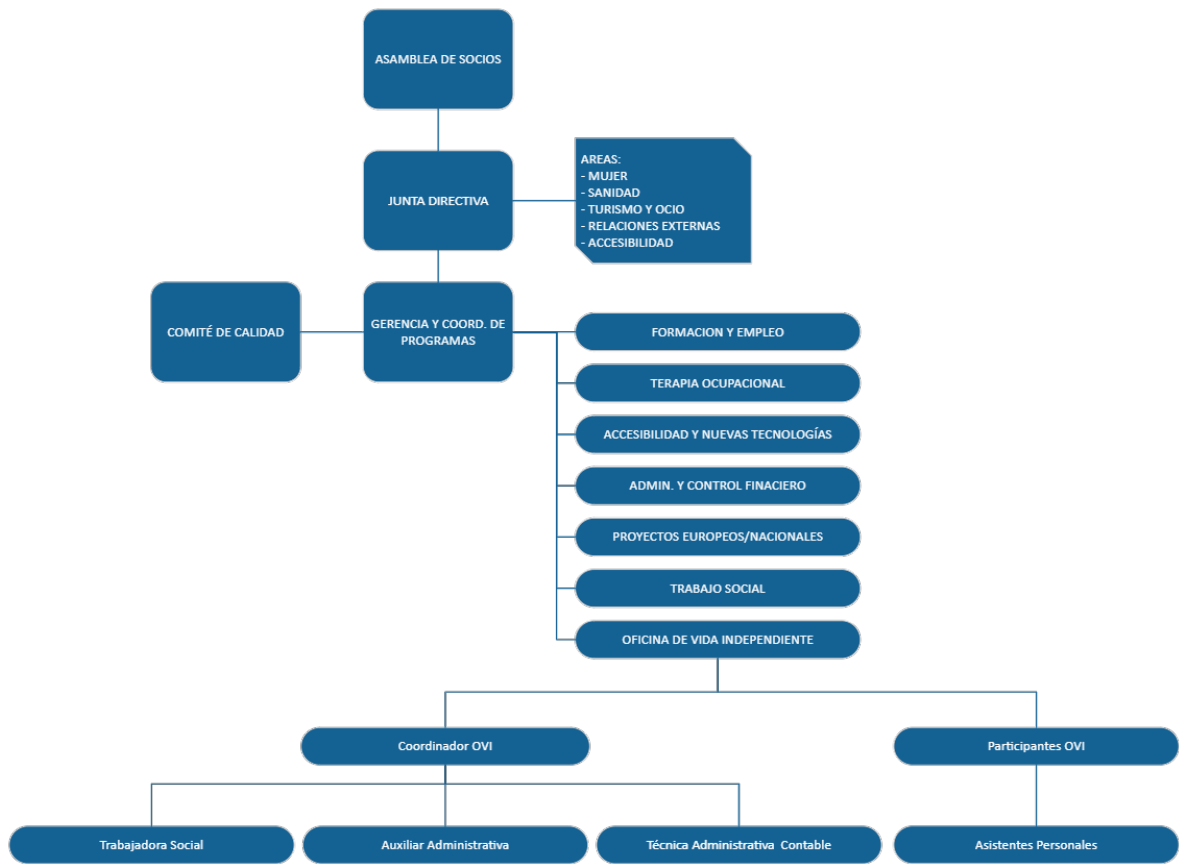 ASAMBLEA DE SOCIOS
JUNTA DIRECTIVA
AREAS:
- MUJER
- SANIDAD
- TURISMO Y OCIO
- RELACIONES EXTERNAS
- ACCESIBILIDAD
COMITÉ DE CALIDAD
GERENCIA Y COORD. DE
PROGRAMAS
FORMACION Y EMPLEO
TERAPIA OCUPACIONAL
ACCESIBILIDAD Y NUEVAS TECNOLOGÍAS
ADMIN. Y CONTROL FINACIERO
PROYECTOS EUROPEOS/NACIONALES
TRABAJO SOCIAL
OFICINA DE VIDA INDEPENDIENTE
Coordinador OVI
Participantes OVI
Trabajadora Social
Auxiliar Administrativa
Técnica Administrativa Contable
Asistentes Personales